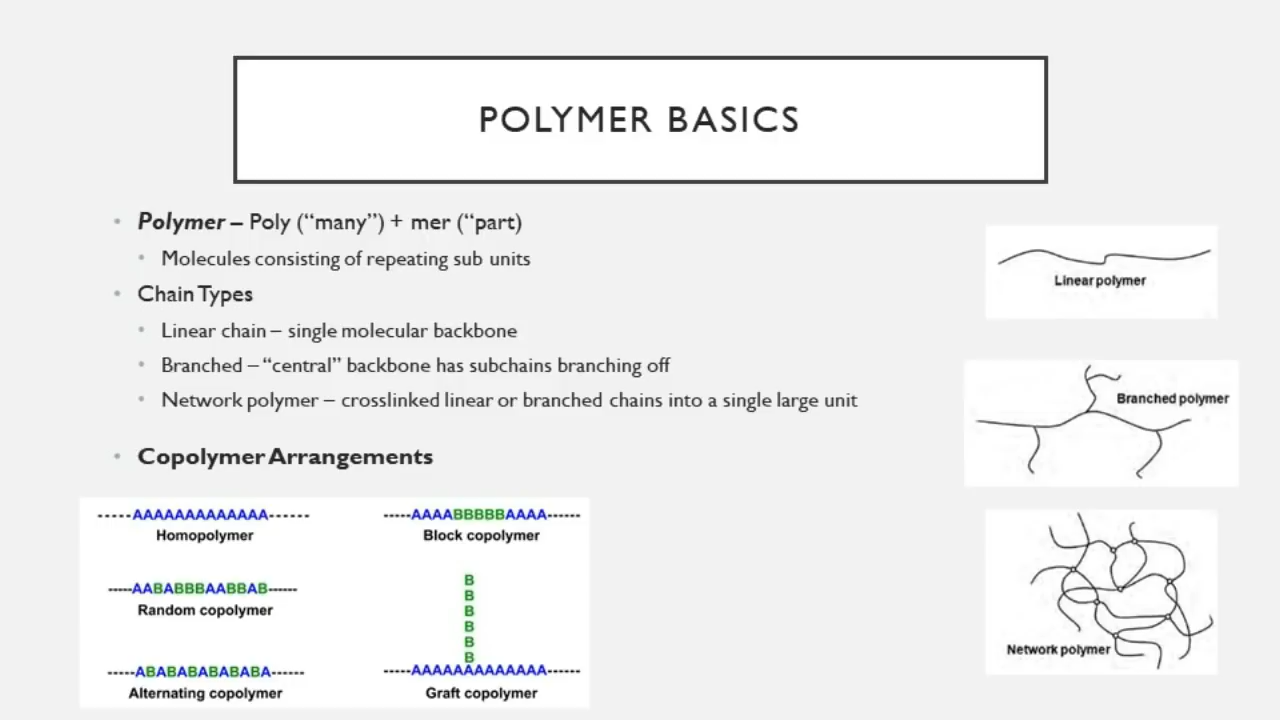 POLYMER BASICS
• Polymer – Poly (“many”) + mer (“part)
• Molecules consisting of repeating sub units
• Chain Types
• Linear chain – single molecular backbone
• Branched – “central” backbone has subchains branching off
• Network polymer – crosslinked linear or branched chains into a single large unit
• Copolymer Arrangements
-----AAAAAAAAAAAAA------
Homopolymer
-----AABABBBAABBAB------
Random copolymer
-----ABABABABABABA------
Alternating copolymer
-----AAAABBBBBAAAA------
Block copolymer
B
B
B
B
B
B
-----AAAAAAAAAAAAA------
Graft copolymer
Linear polymer
Branched polymer
Network polymer